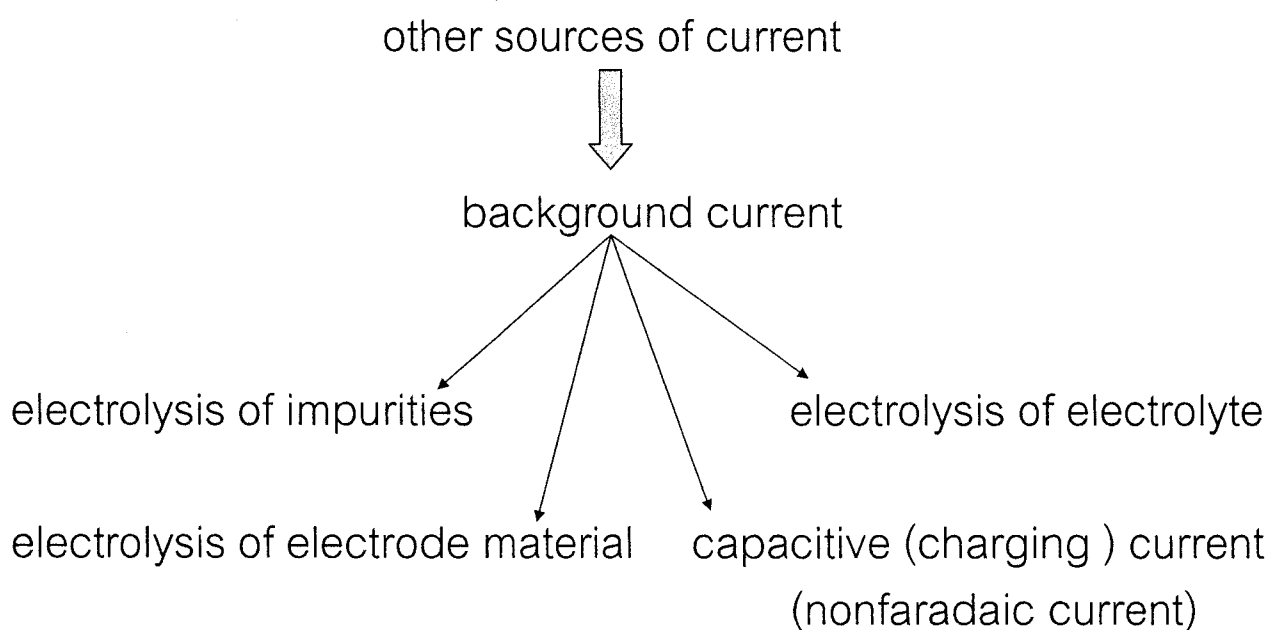 other sources of current
background current
electrolysis of impurities
electrolysis of electrolyte
electrolysis of electrode material
capacitive (charging ) current
(nonfaradaic current)